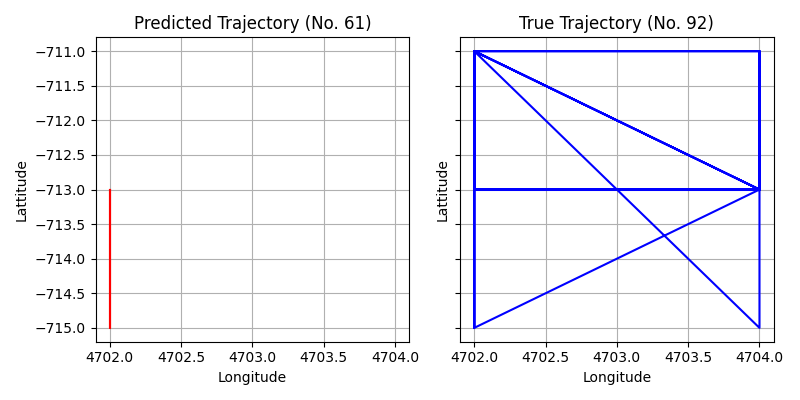 Predicted Trajectory (No. 61)
Lattitude
−711.0
−711.5
−712.0
−712.5
−713.0
−713.5
−714.0
−714.5
−715.0
4702.0 4702.5 4703.0 4703.5 4704.0
Longitude
True Trajectory (No. 92)
Lattitude
4702.0 4702.5 4703.0 4703.5 4704.0
Longitude